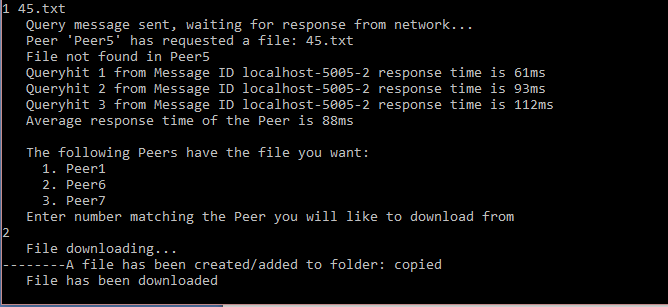 1 45.txt
Query message sent, waiting for response from network...
Peer 'Peer5' has requested a file: 45.txt
File not found in Peer5
Queryhit 1 from Message ID localhost-5005-2 response time is 61ms
Queryhit 2 from Message ID localhost-5005-2 response time is 93ms
Queryhit 3 from Message ID localhost-5005-2 response time is 112ms
Average response time of the Peer is 88ms
The following Peers have the file you want:
1. Peer1
2. Peer6
3. Peer7
Enter number matching the Peer you will like to download from
2
File downloading...
--------A file has been created/added to folder: copied
File has been downloaded